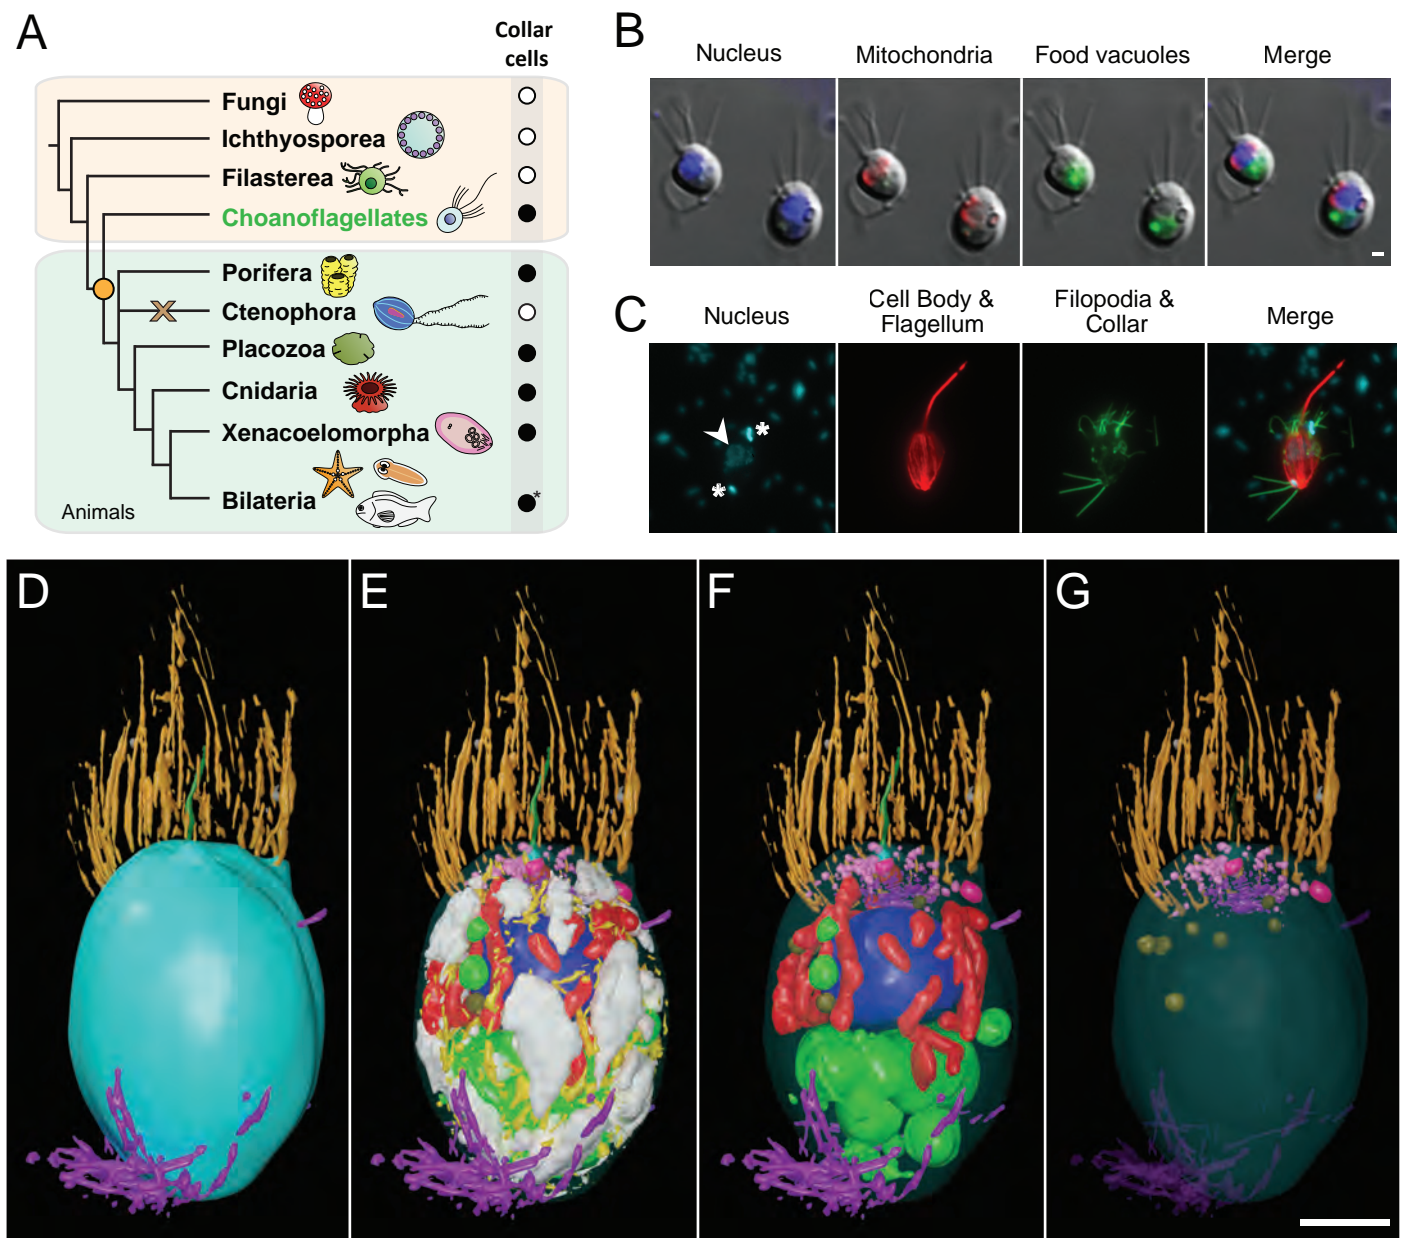 A
Collar
cells
Fungi
Ichthyosporea
Filasterea
Choanoflagellates
Porifera
Ctenophora
Placozoa
Cnidaria
Xenacoelomorpha
Bilateria
*
Animals
B
Nucleus
Mitochondria
Food vacuoles
Merge
C
Nucleus
Cell Body &
Flagellum
Filopodia &
Collar
Merge
*
*
D
E
F
G